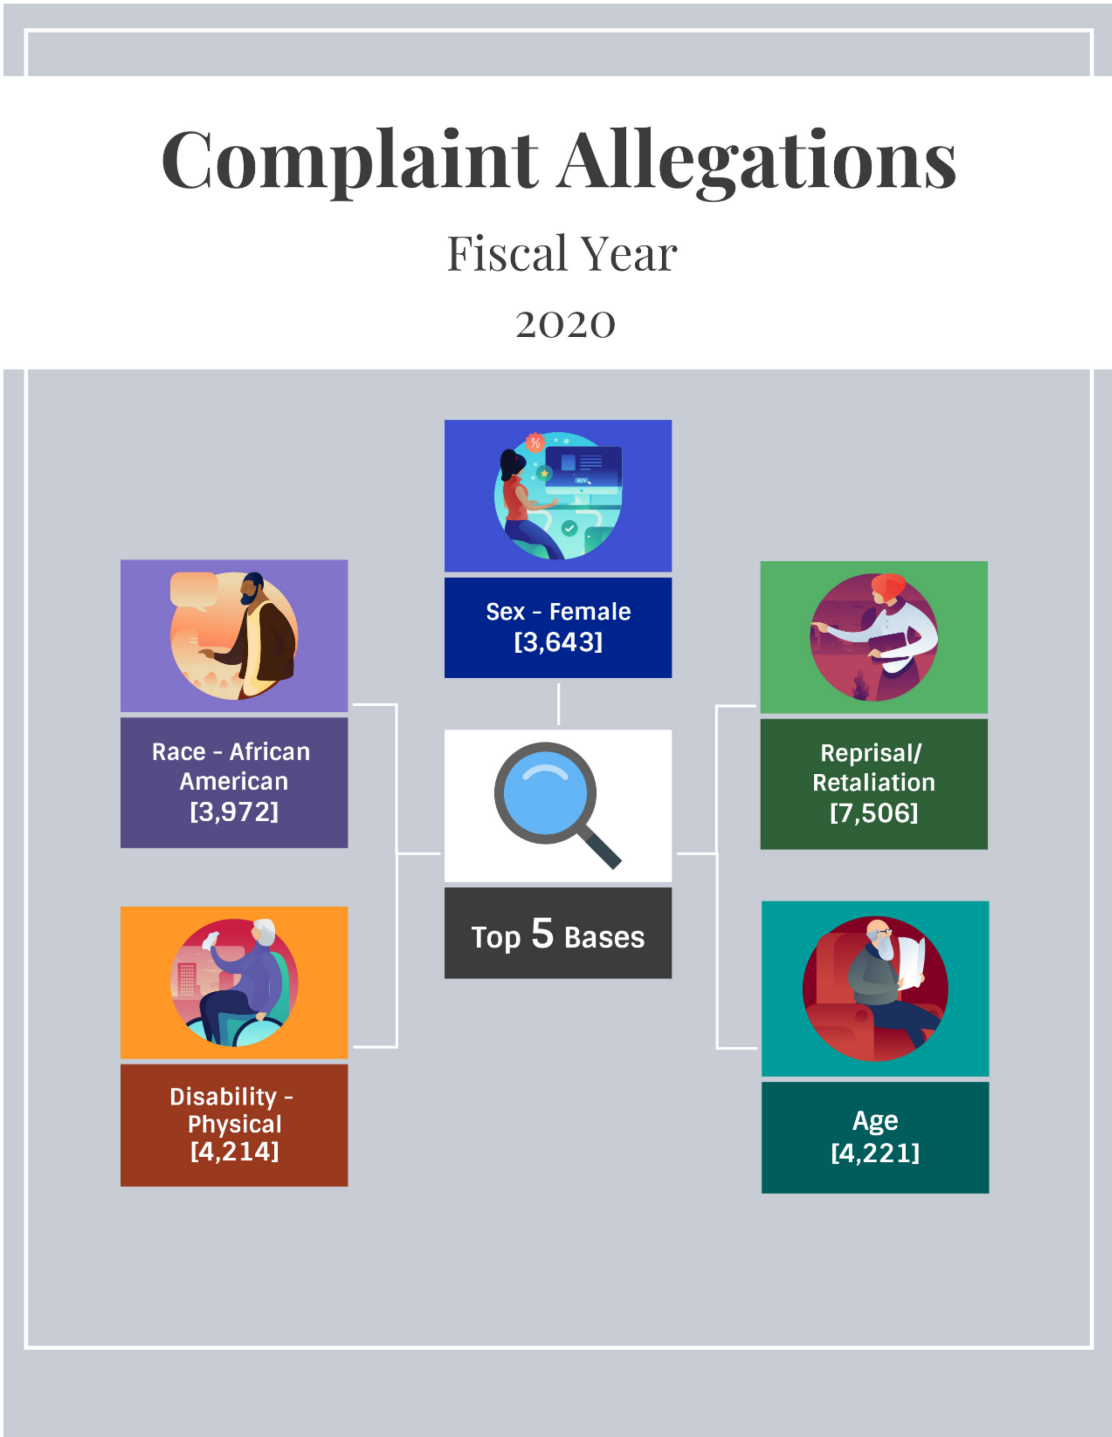 Complaint Allegations
Fiscal Year
2020
%
BUY
Sex - Female
[3,643]
Race - African
American
[3,972]
Reprisal/
Retaliation
[7,506]
Top 5 Bases
Disability -
Physical
[4,214]
Age
[4,221]